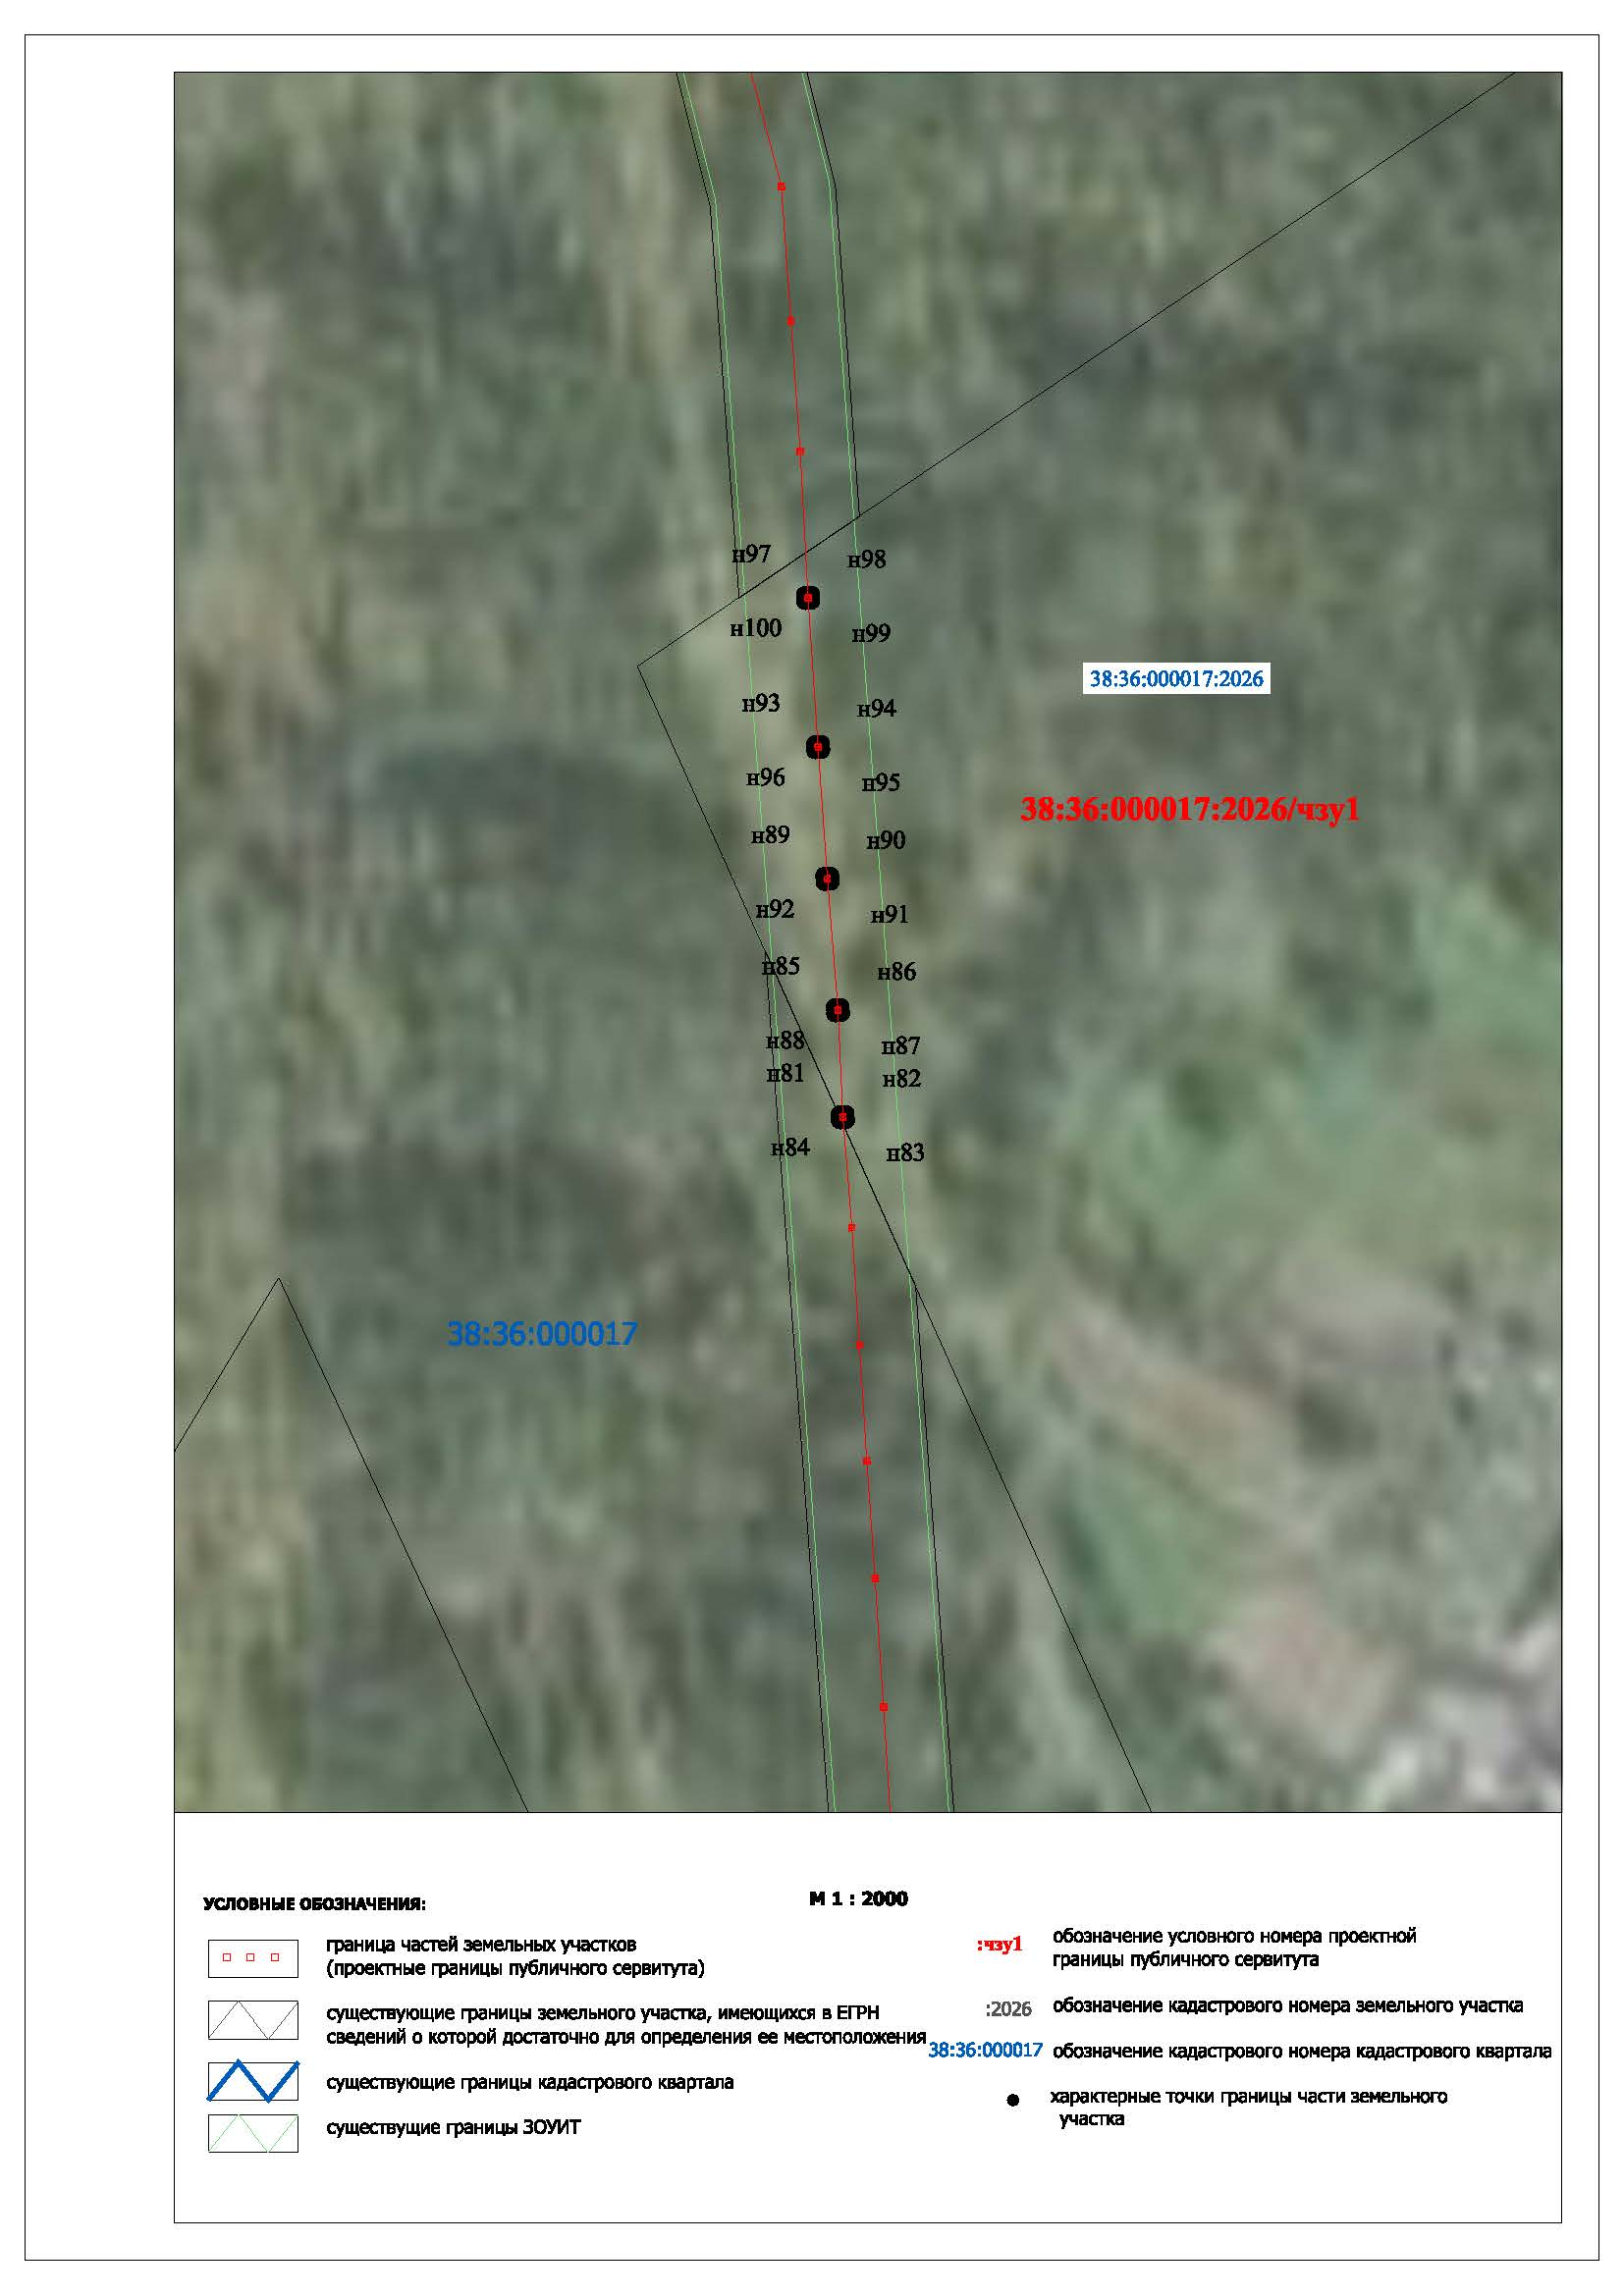 н97
н98
н100
н99
38:36:000017:2026
н93
н94
н96
н95
38:36:000017:2026/чзу1
н89
н90
н92
н91
н85
н86
н88
н87
н81
н82
н84
н83
38:36:000017
УСЛОВНЫЕ ОБОЗНАЧЕНИЯ:
М 1 : 2000
граница частей земельных участков
(проектные границы публичного сервитута)
существующие границы земельного участка, имеющихся в ЕГРН
сведений о которой достаточно для определения ее местоположения
существующие границы кадастрового квартала
существущие границы ЗОУИТ
:чзу1 обозначение условного номера проектной
границы публичного сервитута
:2026 обозначение кадастрового номера земельного участка
38:36:000017 обозначение кадастрового номера кадастрового квартала
характерные точки границы части земельного
участка